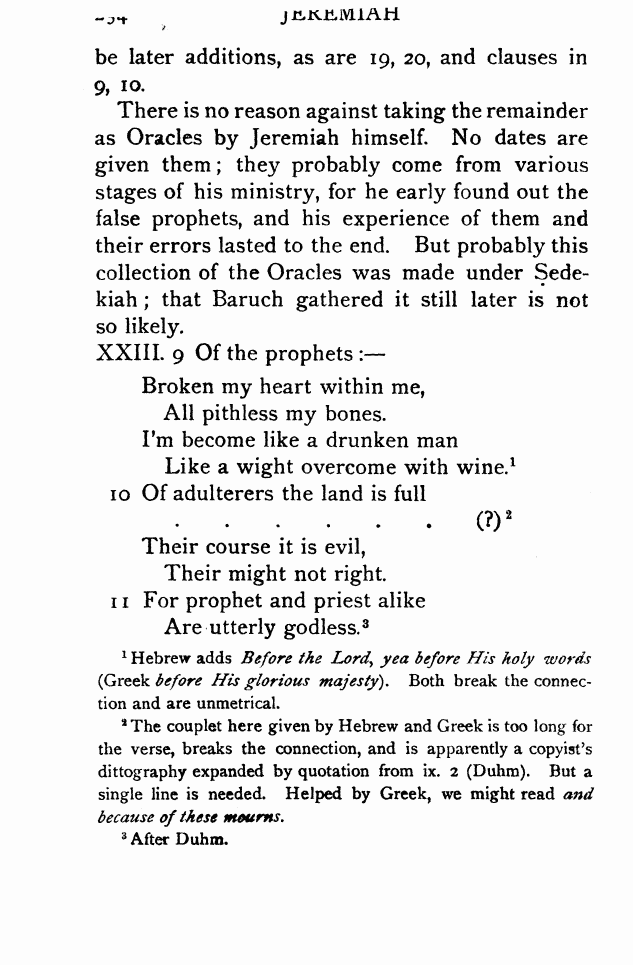 JEREMIAH
be later additions, as are 19, 20, and clauses in
9, 10.
There is no reason against taking the remainder
as Oracles by Jeremiah himself. No dates are
given them; they probably come from various
stages of his ministry, for he early found out the
false prophets, and his experience of them and
their errors lasted to the end. But probably this
collection of the Oracles was made under Ṣede-
kiah; that Baruch gathered it still later is not
so likely.
XXIII. 9 Of the prophets:—
Broken my heart within me,
All pithless my bones.
I'm become like a drunken man
Like a wight overcome with wine.¹
10 Of adulterers the land is full
. . . . . . (?)²
Their course it is evil,
Their might not right.
11 For prophet and priest alike
Are utterly godless.³
¹ Hebrew adds Before the Lord, yea before His holy words
(Greek before His glorious majesty). Both break the connec-
tion and are unmetrical.
² The couplet here given by Hebrew and Greek is too long for
the verse, breaks the connection, and is apparently a copyist's
dittography expanded by quotation from ix. 2 (Duhm). But a
single line is needed. Helped by Greek, we might read and
because of these mourns.
³ After Duhm.